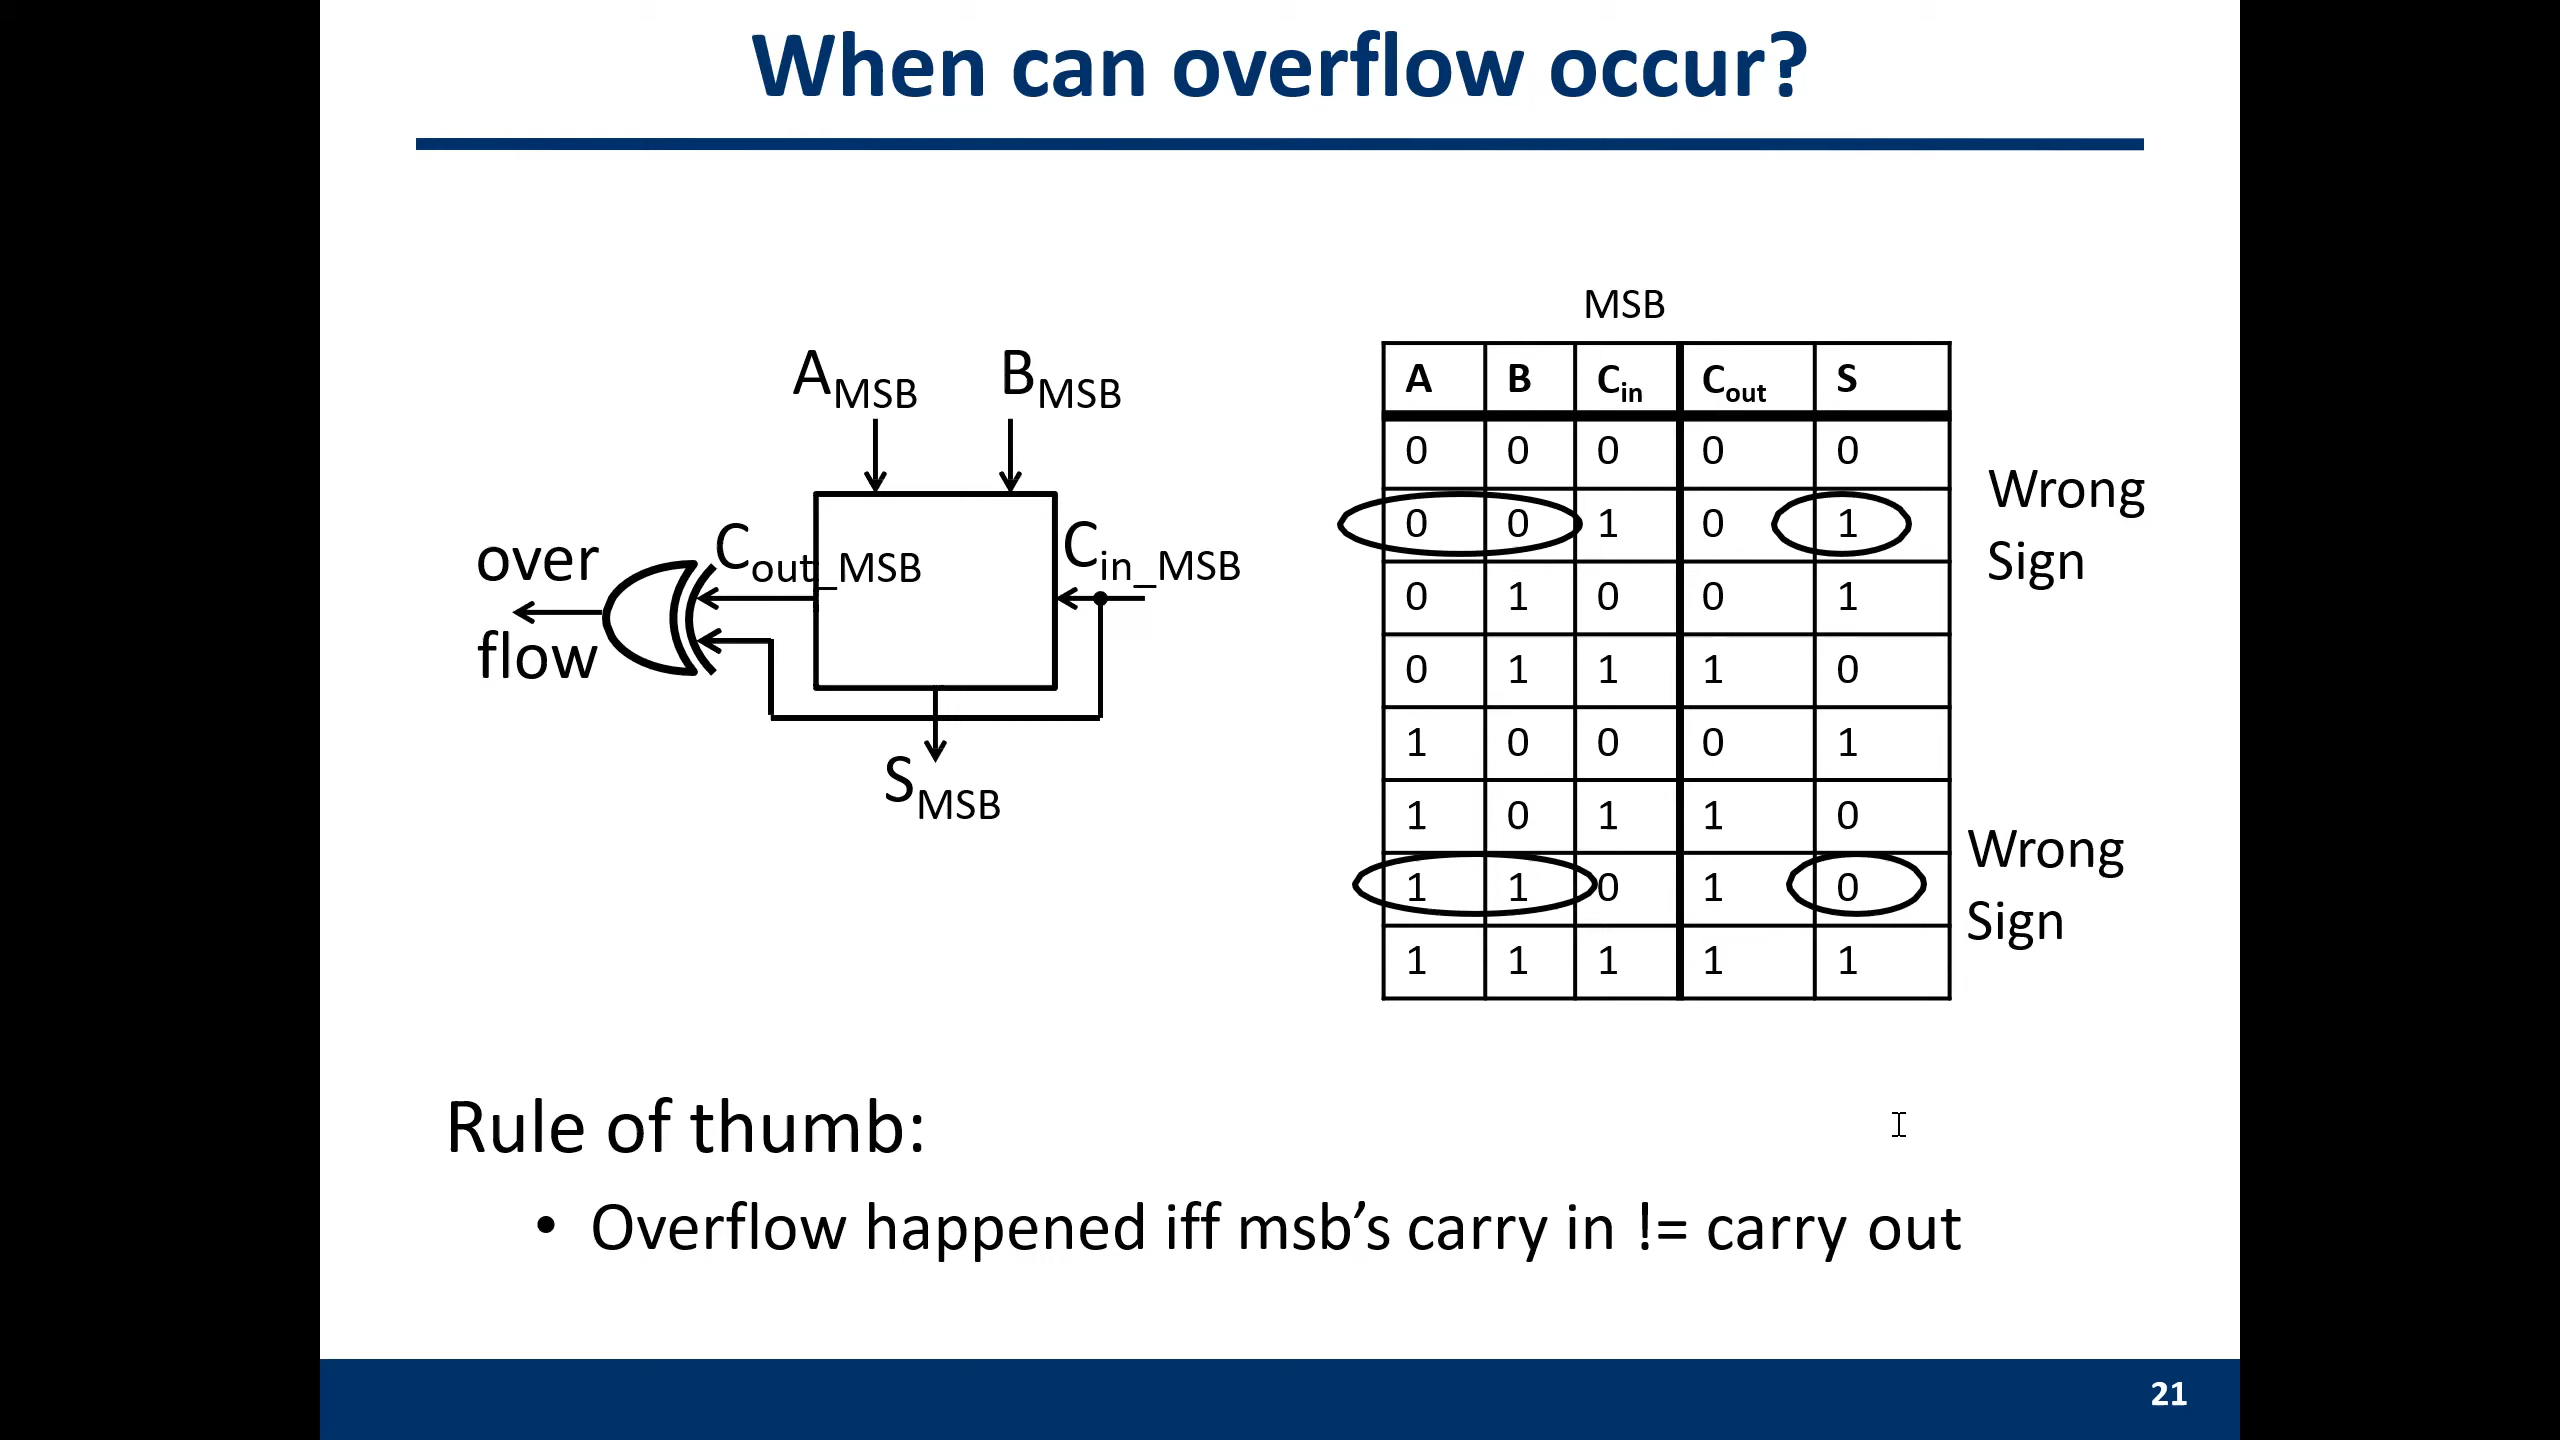 When can overflow occur?
MSB
A_MSB B_MSB
over
flow
C_out_MSB
C_in_MSB
S_MSB
A B C_in C_out S
0 0 0 0 0
0 0 1 0 1
0 1 0 0 1
0 1 1 1 0
1 0 0 0 1
1 0 1 1 0
1 1 0 1 0
1 1 1 1 1
Wrong
Sign
Wrong
Sign
Rule of thumb:
• Overflow happened iff msb’s carry in != carry out
21